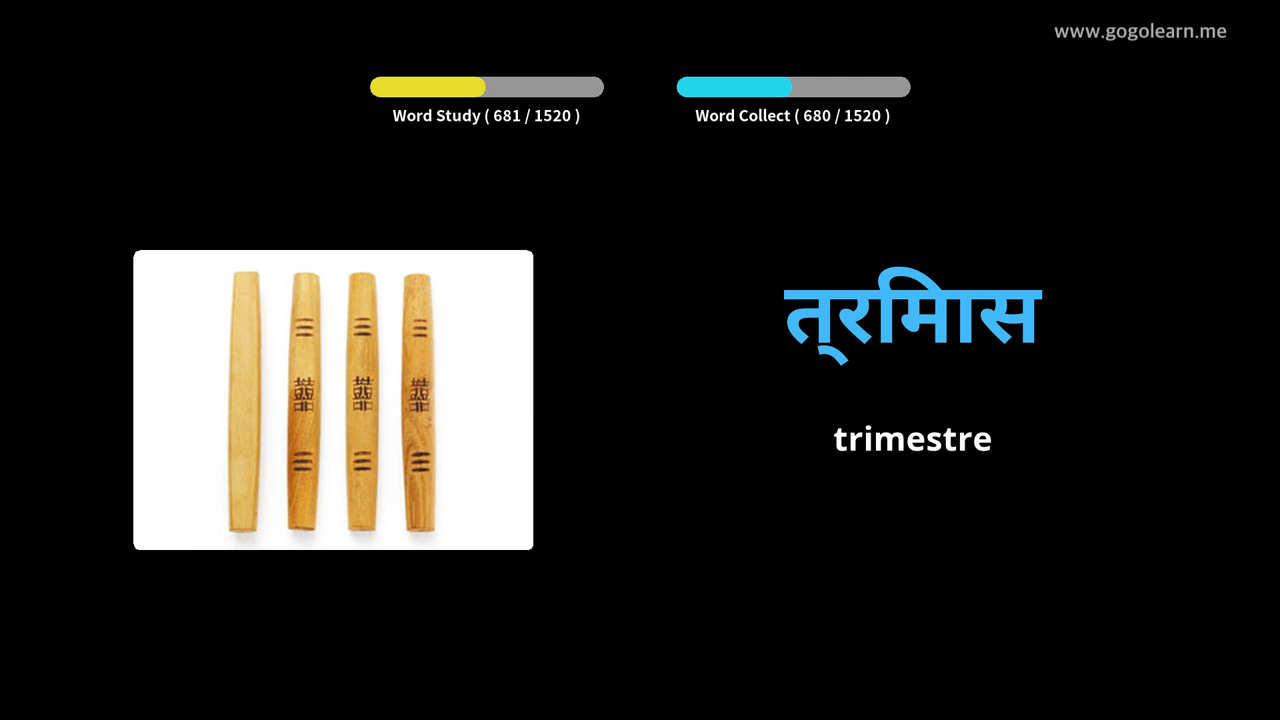 www.gogolearn.me
Word Study ( 681 / 1520 )
Word Collect ( 680 / 1520 )
त्‌रमिास
trimestre